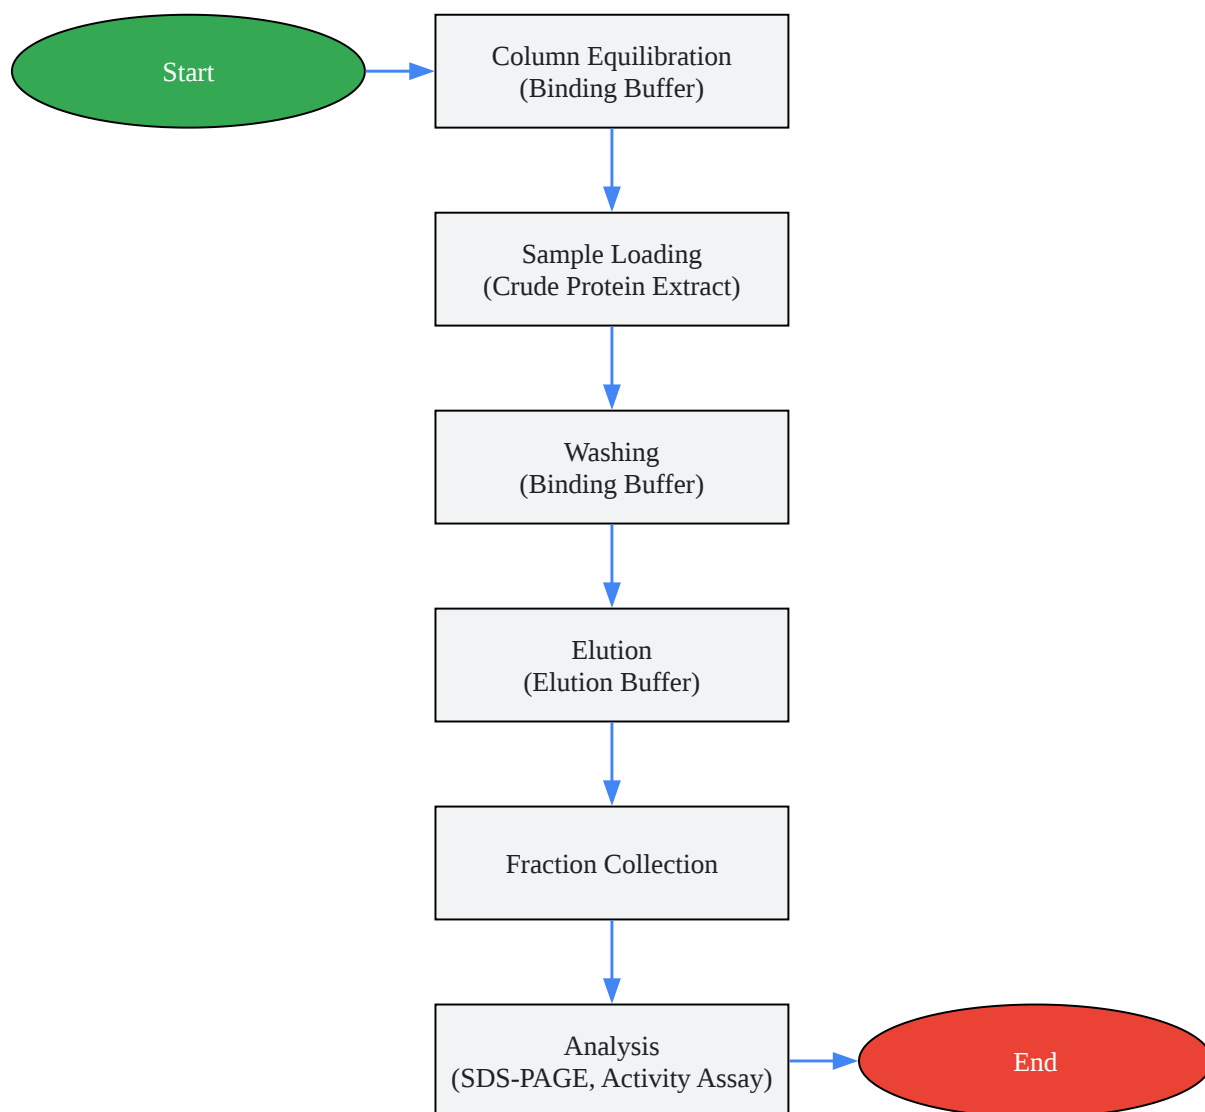 Start
Column Equilibration
(Binding Buffer)
Sample Loading
(Crude Protein Extract)
Washing
(Binding Buffer)
Elution
(Elution Buffer)
Fraction Collection
Analysis
(SDS-PAGE, Activity Assay)
End